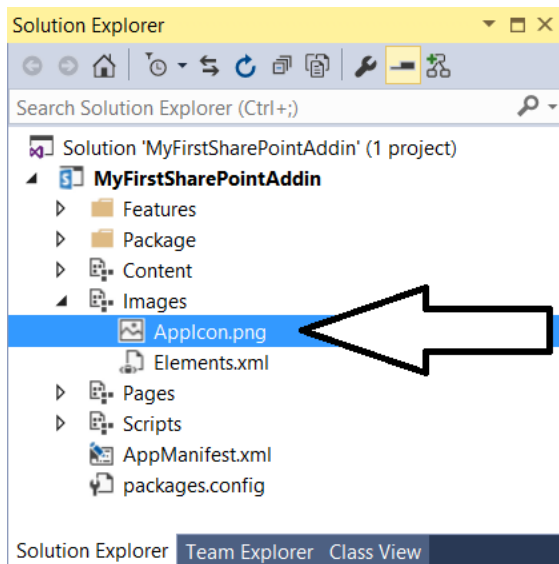 Solution Explorer
Search Solution Explorer (Ctrl+;)
Solution 'MyFirstSharePointAddin' (1 project)
MyFirstSharePointAddin
Features
Package
Content
Images
AppIcon.png
Elements.xml
Pages
Scripts
AppManifest.xml
packages.config
Solution Explorer Team Explorer Class View